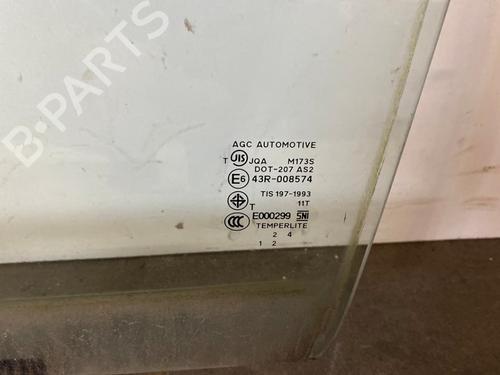 B-PARTS
AGC AUTOMOTIVE
T JIS JQA M173S
DOT-207 AS2
E6 43R-008574
TIS 197-1993
T 11T
CCC E000299 SNI
TEMPERLITE
2 4
1 2